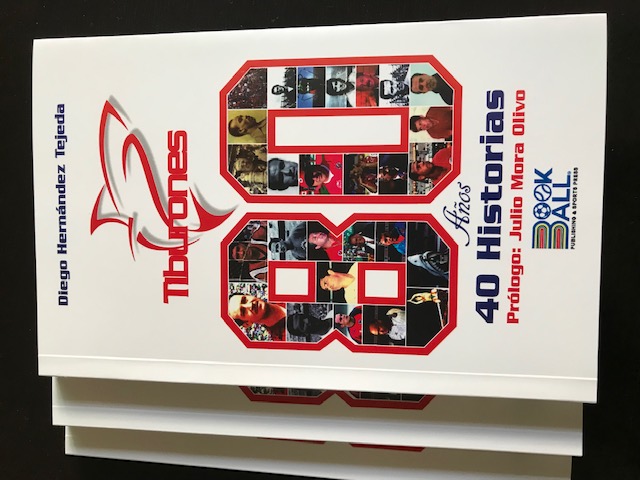 Diego Hernández Tejeda
Tiburones
80
Años
40 Historias
Prólogo: Julio Mora Olivo
BOOK
BALL
PUBLISHING & SPORTS PRESS